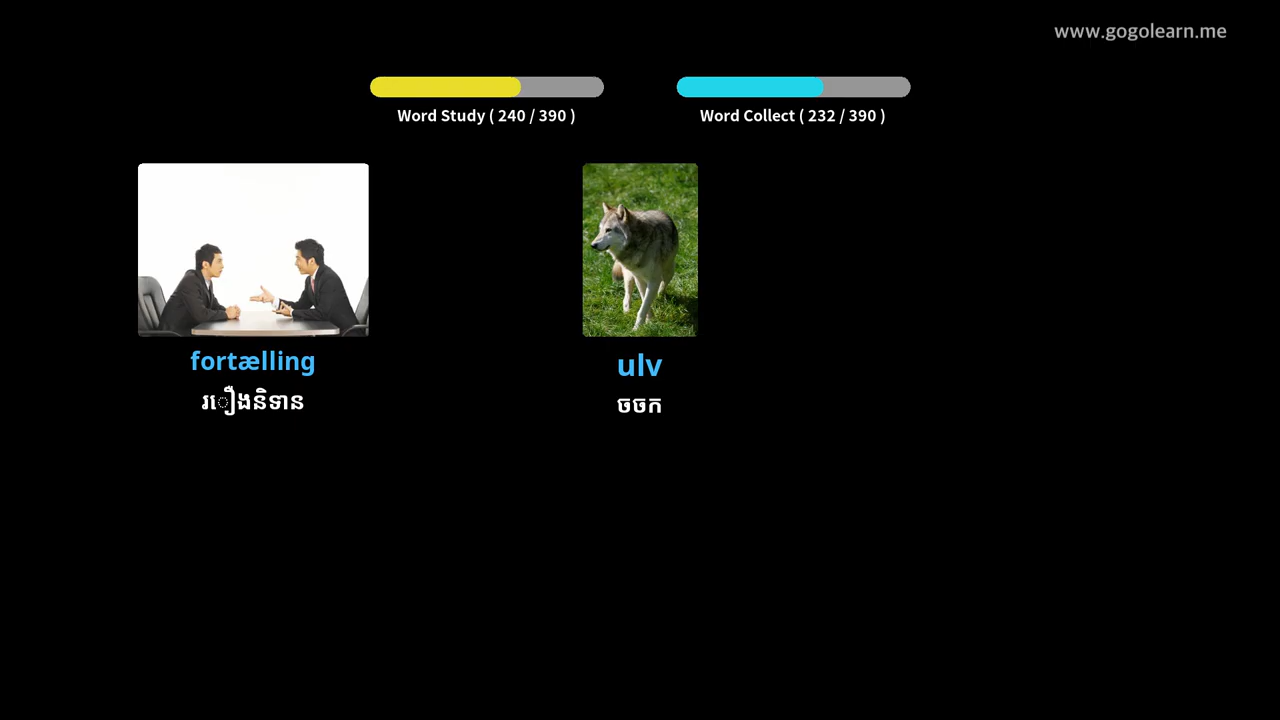 www.gogolearn.me
Word Study ( 240 / 390 )
Word Collect ( 232 / 390 )
fortælling
រឿងនិទាន
ulv
ចចក